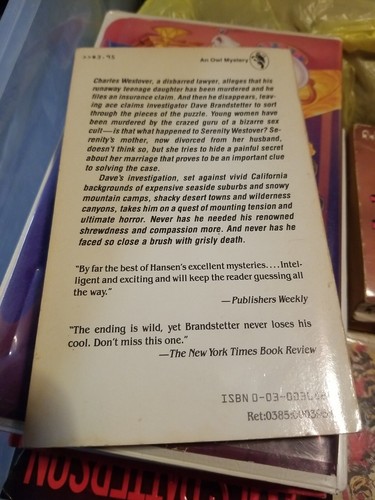 An Owl Mystery
Charles Westover, a disbarred lawyer, alleges that his
runaway teenage daughter has been murdered and he
files an insurance claim. And then he disappears, leav-
ing ace claims investigator Dave Brandstetter to sort
through the pieces of the puzzle. Young women have
been murdered by the crazed guru of a bizarre sex
cult—is that what happened to Serenity Westover? Se-
renity's mother, now divorced from her husband,
doesn't think so, but she tries to hide a painful secret
about her marriage that proves to be an important clue
to solving the case.
Dave's investigation, set against vivid California
backgrounds of expensive seaside suburbs and snowy
mountain camps, shacky desert towns and wilderness
canyons, takes him on a quest of mounting tension and
ultimate horror. Never has he needed his renowned
shrewdness and compassion more. And never has he
faced so close a brush with grisly death.
"By far the best of Hansen's excellent mysteries....Intel-
ligent and exciting and will keep the reader guessing all
the way."
—Publishers Weekly
"The ending is wild, yet Brandstetter never loses his
cool. Don't miss this one."
—The New York Times Book Review
ISBN
PATTERSON